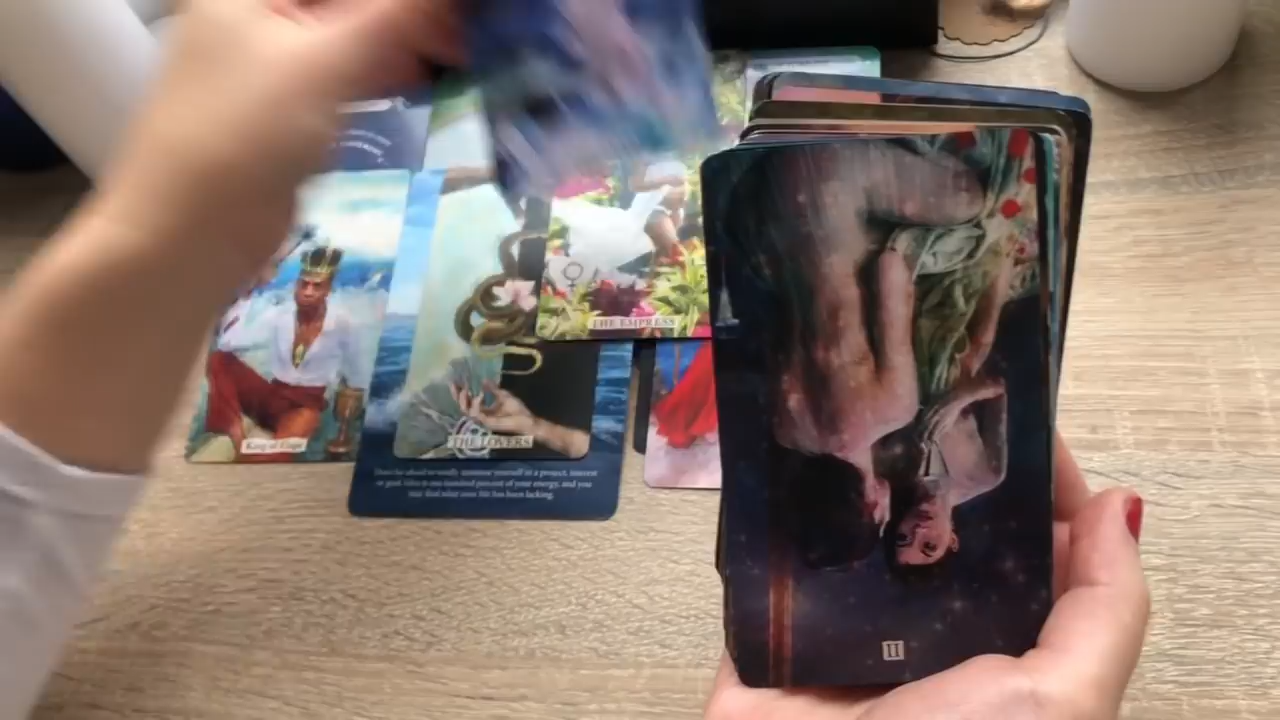 THE EMPRESS
King of Cups
THE LOVERS
Don't be afraid to totally immerse yourself in a project, interest
or goal. Give it one hundred percent of your energy, and you
may find what your life has been lacking.
II